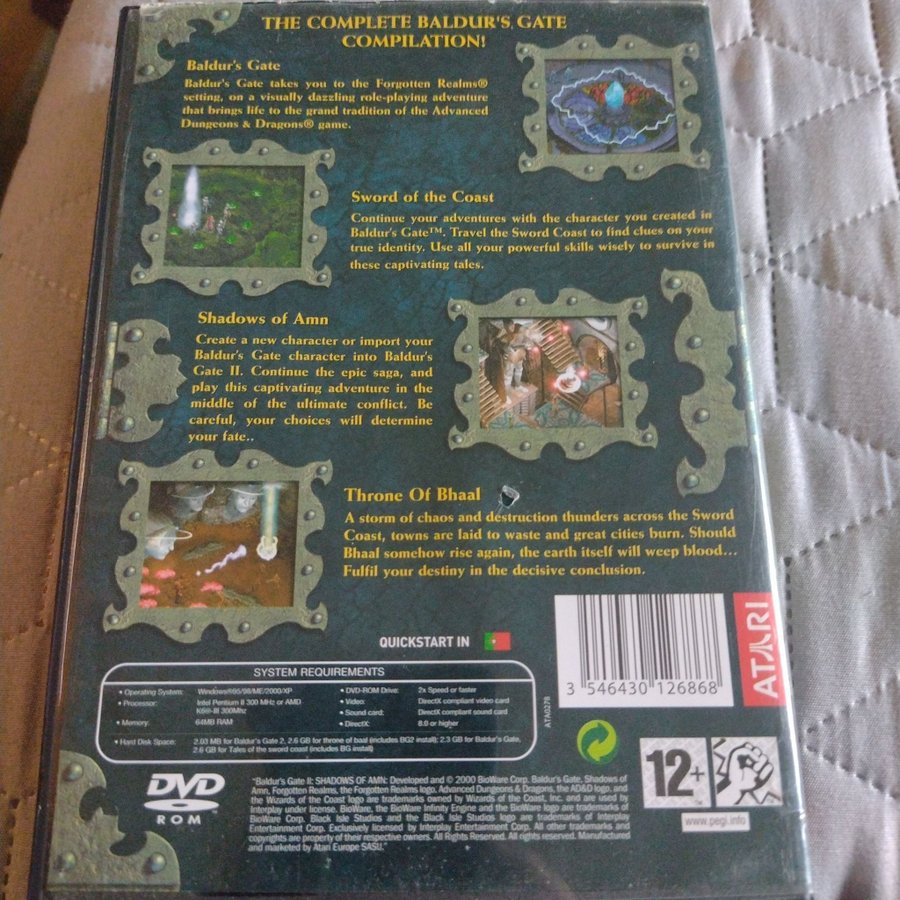 THE COMPLETE BALDUR'S GATE
COMPILATION!
Baldur's Gate
Baldur's Gate takes you to the Forgotten Realms®
setting, on a visually dazzling role-playing adventure
that brings life to the grand tradition of the Advanced
Dungeons & Dragons® game.
Sword of the Coast
Continue your adventures with the character you created in
Baldur's Gate™. Travel the Sword Coast to find clues on your
true identity. Use all your powerful skills wisely to survive in
these captivating tales.
Shadows of Amn
Create a new character or import your
Baldur's Gate character into Baldur's
Gate II. Continue the epic saga, and
play this captivating adventure in the
middle of the ultimate conflict. Be
careful, your choices will determine
your fate..
Throne Of Bhaal
A storm of chaos and destruction thunders across the Sword
Coast, towns are laid to waste and great cities burn. Should
Bhaal somehow rise again, the earth itself will weep blood...
Fulfil your destiny in the decisive conclusion.
QUICKSTART IN
SYSTEM REQUIREMENTS
• Operating System: Windows®95/98/ME/2000/XP
• Processor: Intel Pentium II 300 MHz or AMD
300Mhz
• Memory: 64MB RAM
• DVD-ROM Drive: 2x Speed or faster
• Video DirectX compliant video card
• Sound card: DirectX compliant sound card
• DirectX: 8.0 or higher
• Hard Disk Space: 2.03 MB for Baldur's Gate 2, 2.6 GB for throne of baal (includes BG2 install); 2.3 GB for Baldur's Gate,
2.6 GB for Tales of the sword coast (includes BG install)
ATA0278
3 546430 126868
ATARI
DVD
ROM
"Baldur's Gate II: SHADOWS OF AMN: Developed and © 2000 BioWare Corp. Baldur's Gate, Shadows of
Amn, Forgotten Realms, the Forgotten Realms logo, Advanced Dungeons & Dragons, the AD&D logo, and
the Wizards of the Coast logo are trademarks owned by Wizards of the Coast, Inc. and are used by
Interplay under license. BioWare, the BioWare Infinity Engine and the BioWare logo are trademarks of
BioWare Corp. Black Isle Studios and the Black Isle Studios logo are trademarks of Interplay
Entertainment Corp. Exclusively licensed by Interplay Entertainment Corp. All other trademarks and
copyrights are property of their respective owners. All Rights Reserved. All rights reserved. Manufactured
and marketed by Atari Europe SASU."
12+
www.pegi.info